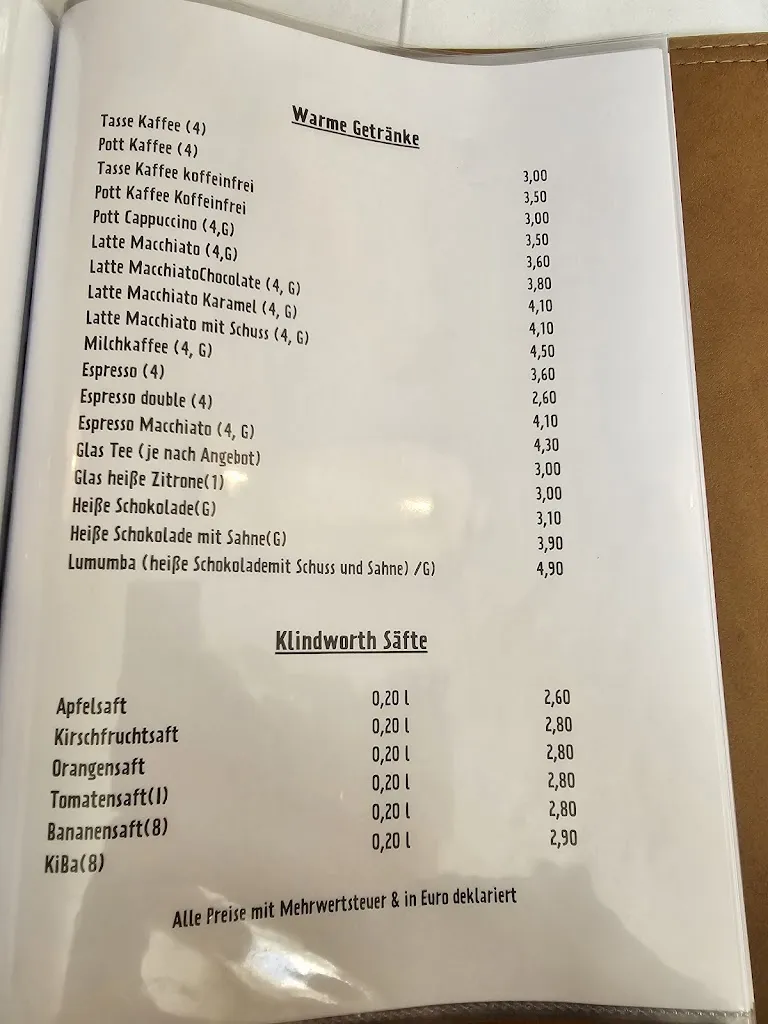 Warme Getränke
Tasse Kaffee (4) 3,00
Pott Kaffee (4) 3,50
Tasse Kaffee koffeinfrei 3,00
Pott Kaffee Koffeinfrei 3,50
Pott Cappuccino (4,G) 3,60
Latte Macchiato (4,G) 3,80
Latte MacchiatoChocolate (4, G) 4,10
Latte Macchiato Karamel (4, G) 4,10
Latte Macchiato mit Schuss (4, G) 4,50
Milchkaffee (4, G) 3,60
Espresso (4) 2,60
Espresso double (4) 4,10
Espresso Macchiato (4, G) 4,30
Glas Tee (je nach Angebot) 3,00
Glas heiße Zitrone(1) 3,00
Heiße Schokolade(G) 3,10
Heiße Schokolade mit Sahne(G) 3,90
Lumumba (heiße Schokolademit Schuss und Sahne) /G) 4,90
Klindworth Säfte
Apfelsaft 0,20 l 2,60
Kirschfruchtsaft 0,20 l 2,80
Orangensaft 0,20 l 2,80
Tomatensaft(1) 0,20 l 2,80
Bananensaft(8) 0,20 l 2,80
KiBa(8) 0,20 l 2,90
Alle Preise mit Mehrwertsteuer & in Euro deklariert